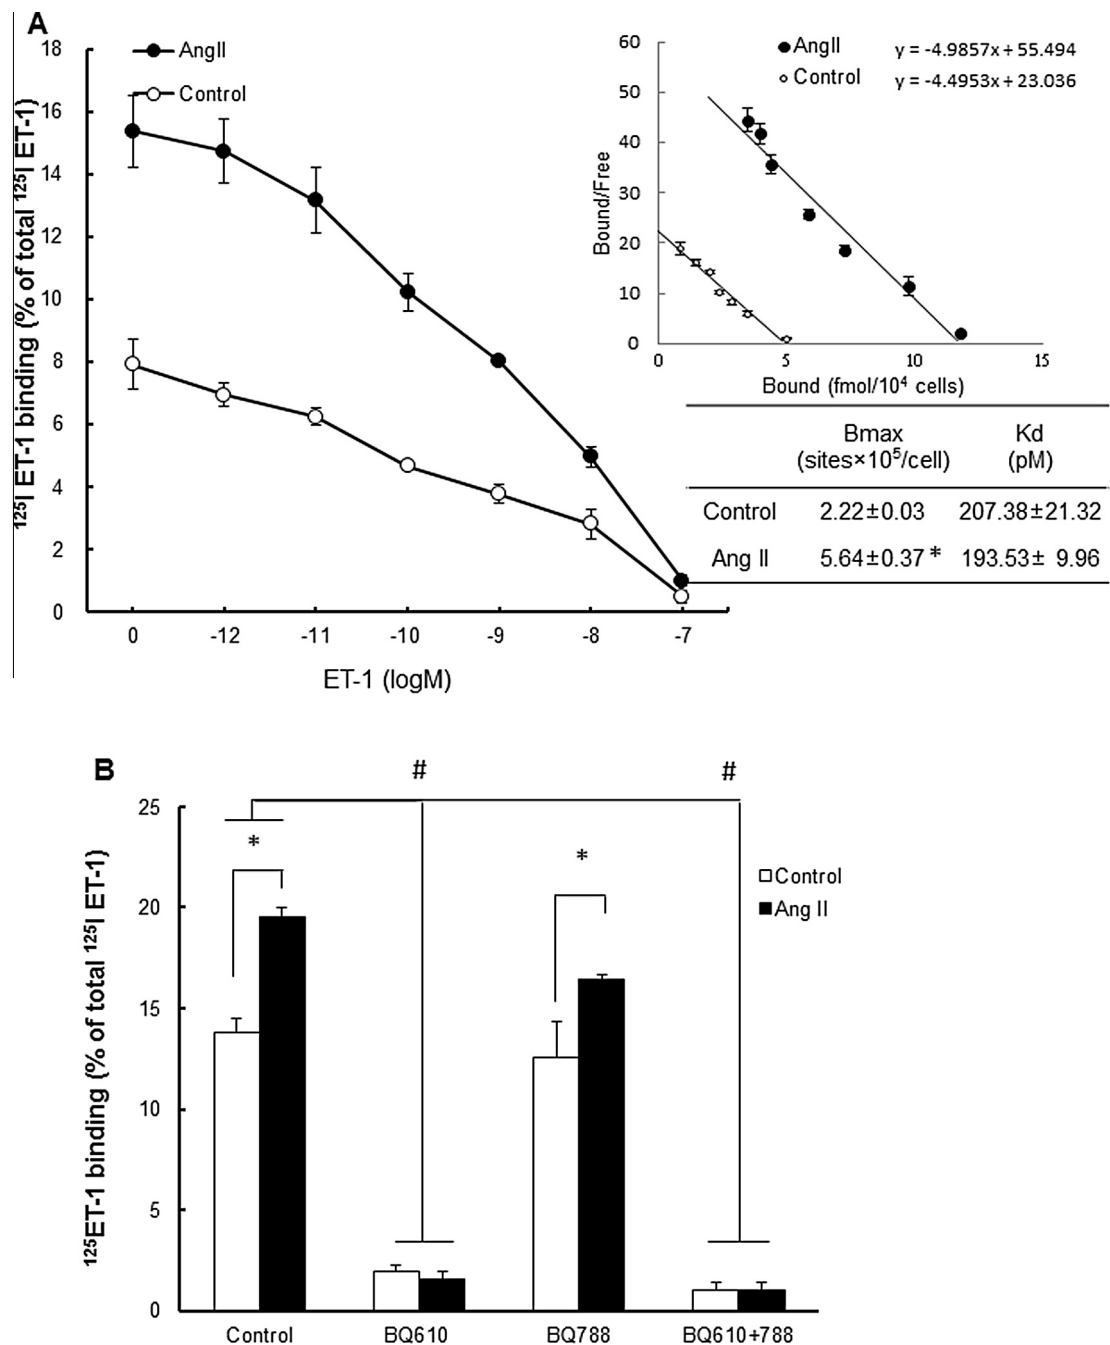 A
18
16
14
12
10
8
6
4
2
0
¹²⁵I ET-1 binding (% of total ¹²⁵I ET-1)
AngII
Control
0 -12 -11 -10 -9 -8 -7
ET-1 (logM)
60
50
40
30
20
10
0
Bound/Free
AngII y = -4.9857x + 55.494
Control y = -4.4953x + 23.036
0 5 10 15
Bound (fmol/10⁴ cells)
Bmax Kd
(sites×10⁵/cell) (pM)
Control 2.22±0.03 207.38±21.32
Ang II 5.64±0.37 * 193.53± 9.96
B
# #
25
20
15
10
5
0
¹²⁵ET-1 binding (% of total ¹²⁵I ET-1)
* *
Control
Ang II
Control BQ610 BQ788 BQ610+788